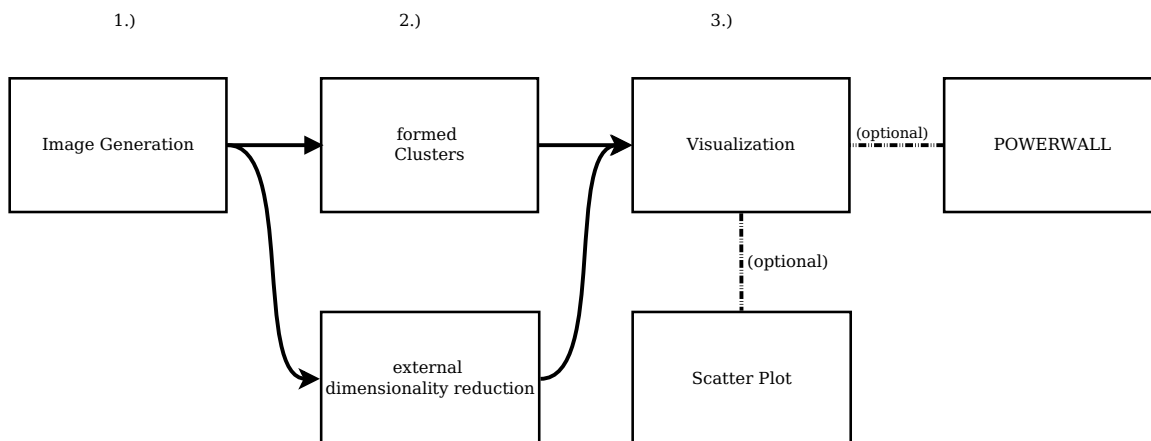 1.)
2.)
3.)
Image Generation
formed
Clusters
Visualization
(optional)
POWERWALL
(optional)
external
dimensionality reduction
Scatter Plot